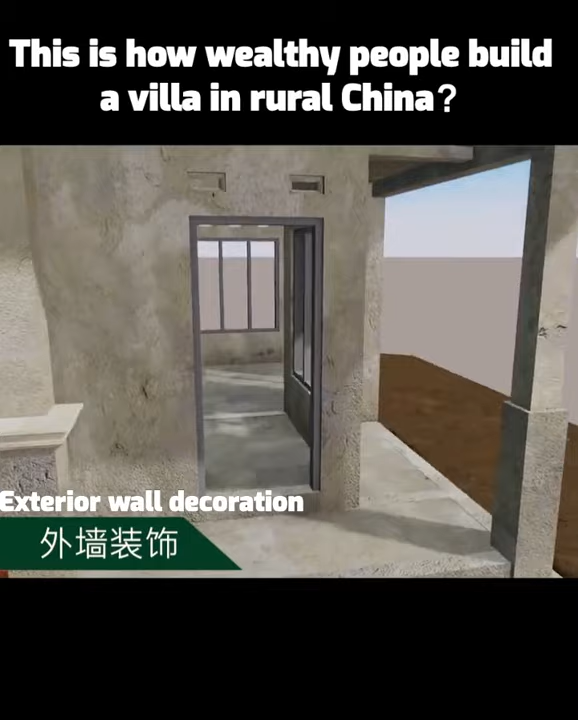 This is how wealthy people build
a villa in rural China？
Exterior wall decoration
外墙装饰